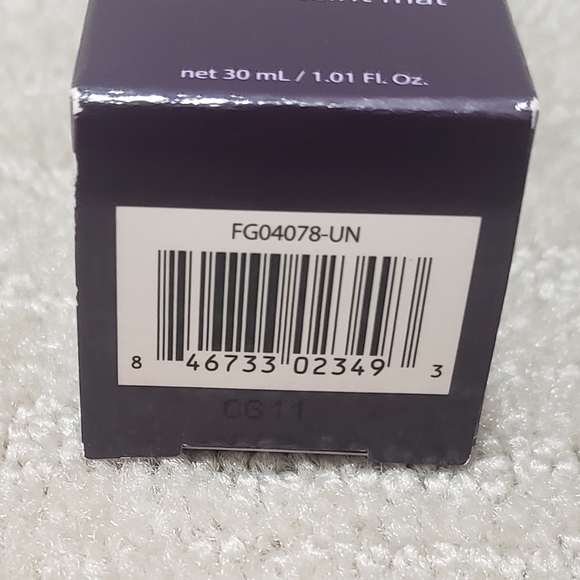 net 30 mL / 1.01 Fl. Oz.
FG04078-UN
8 46733 02349 3
CG11